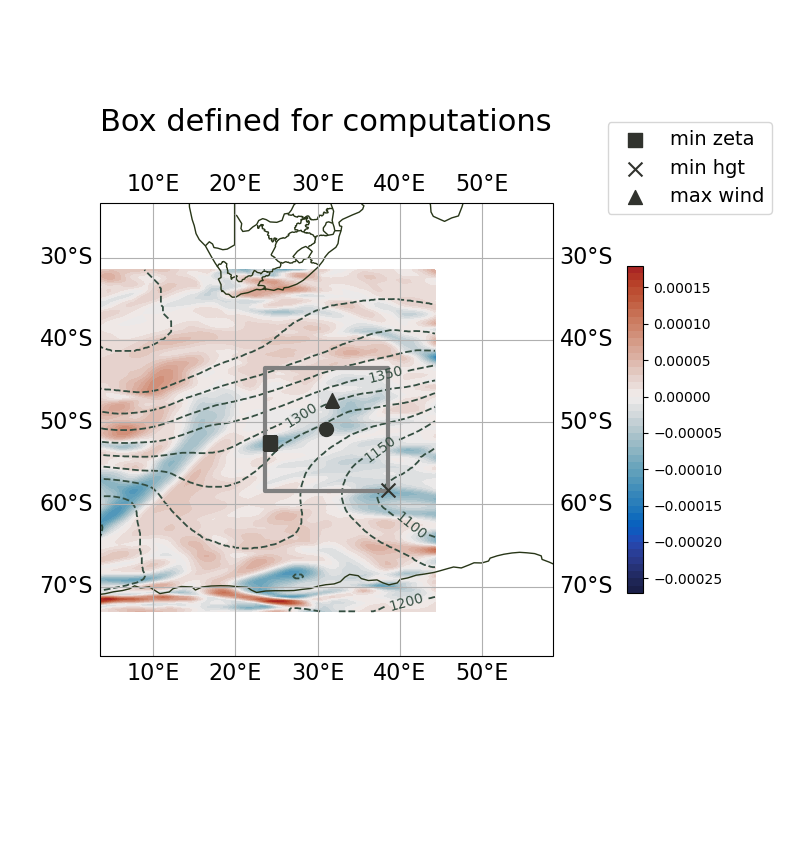 Box defined for computations
min zeta
min hgt
max wind
10°E 20°E 30°E 40°E 50°E
30°S 30°S
40°S 40°S
50°S 50°S
60°S 60°S
70°S 70°S
1350
1300
1150
1100
1200
10°E 20°E 30°E 40°E 50°E
0.00015
0.00010
0.00005
0.00000
−0.00005
−0.00010
−0.00015
−0.00020
−0.00025